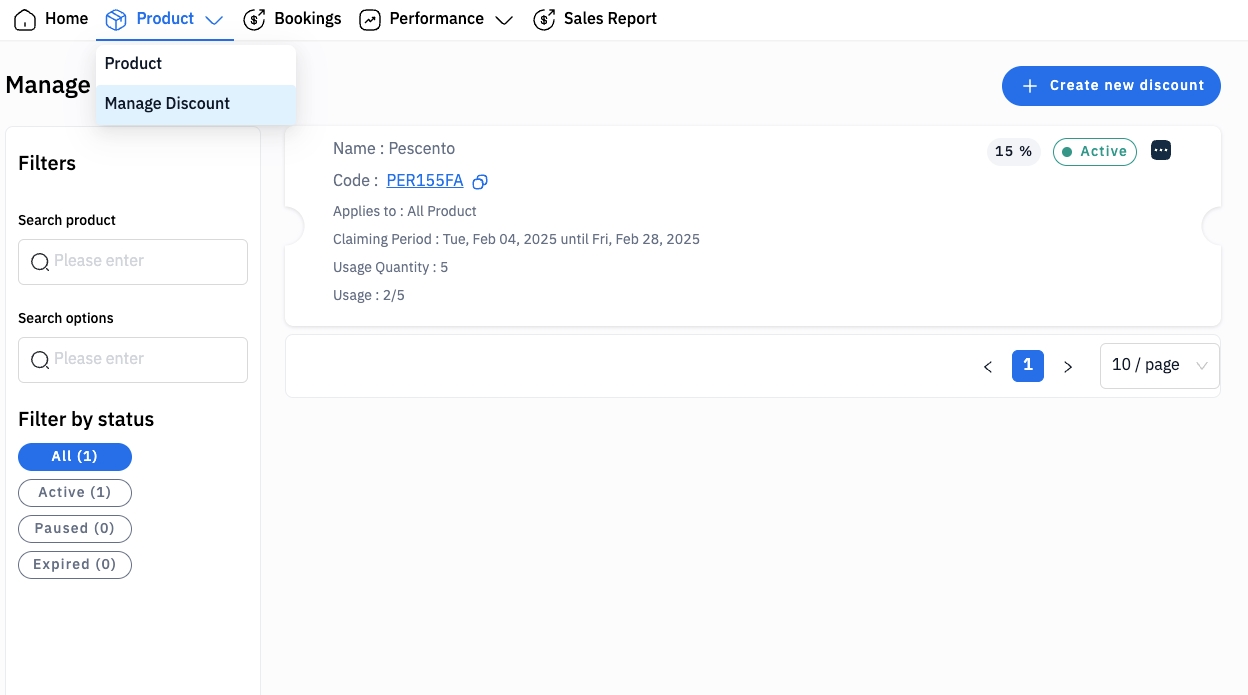 Home Product Bookings Performance Sales Report
Product
Manage Discount
Manage
Create new discount
Filters
Search product
Please enter
Search options
Please enter
Filter by status
All (1)
Active (1)
Paused (0)
Expired (0)
Name : Pescento
15 %
Active
Code : PER155FA
Applies to : All Product
Claiming Period : Tue, Feb 04, 2025 until Fri, Feb 28, 2025
Usage Quantity : 5
Usage : 2/5
< 1 > 10 / page